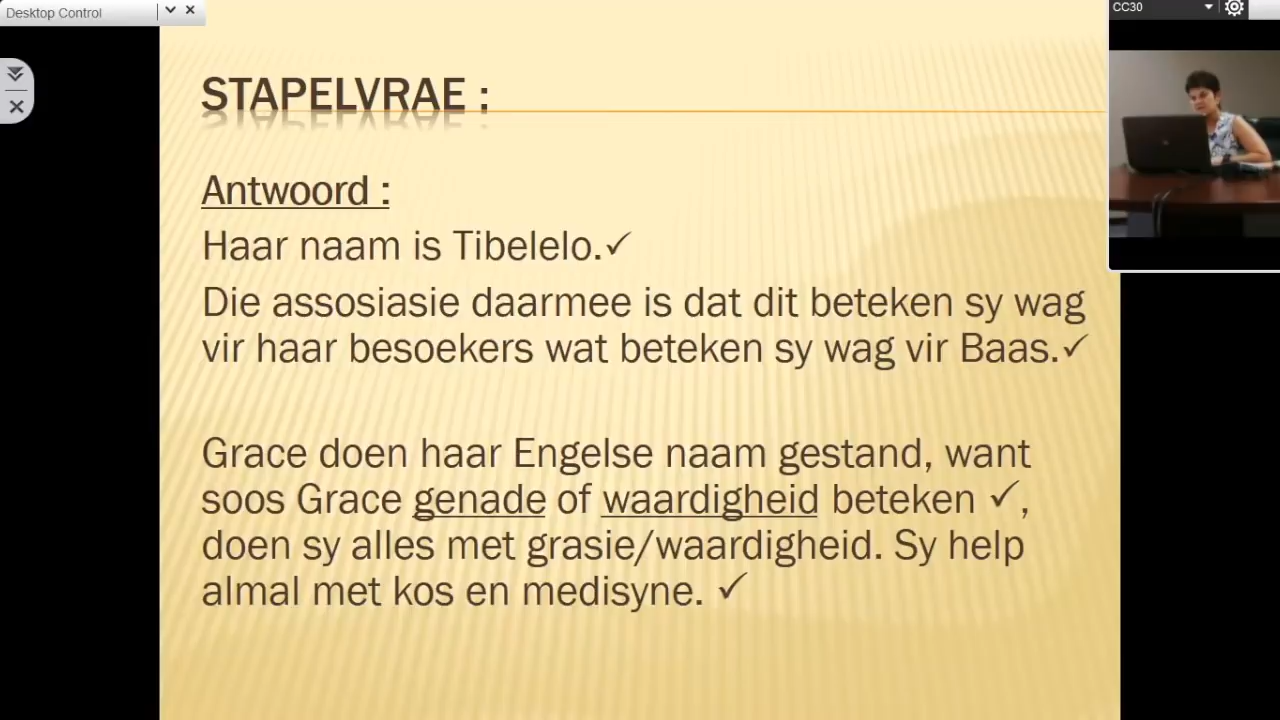 Desktop Control
CC30
STAPELVRAE :
Antwoord :
Haar naam is Tibelelo.✓
Die assosiasie daarmee is dat dit beteken sy wag
vir haar besoekers wat beteken sy wag vir Baas.✓
Grace doen haar Engelse naam gestand, want
soos Grace genade of waardigheid beteken ✓,
doen sy alles met grasie/waardigheid. Sy help
almal met kos en medisyne. ✓